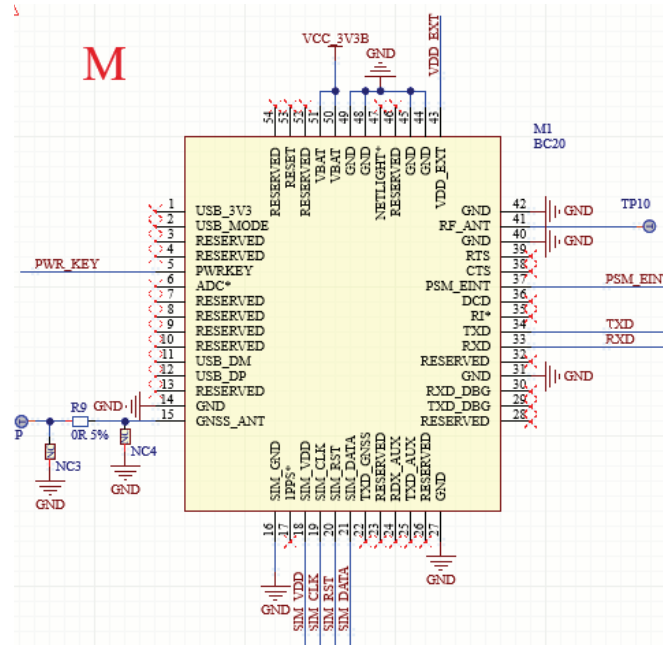 M
VCC_3V3B
GND
VDD_EXT
M1
BC20
54 53 52 51 50 49 48 47 46 45 44 43
RESERVED
RESET
RESERVED
VBAT
VBAT
GND
GND
NETLIGHT*
RESERVED
GND
GND
VDD_EXT
1 USB_3V3
2 USB_MODE
3 RESERVED
4 RESERVED
PWR_KEY 5 PWRKEY
6 ADC*
7 RESERVED
8 RESERVED
9 RESERVED
10 RESERVED
11 USB_DM
12 USB_DP
13 RESERVED
GND 14 GND
15 GNSS_ANT
GND 42 GND
RF_ANT 41 TP10
GND 40 GND
RTS 39
CTS 38
PSM_EINT 37 PSM_EINT
DCD 36
RI* 35
TXD 34 TXD
RXD 33 RXD
RESERVED 32
GND 31 GND
RXD_DBG 30
TXD_DBG 29
RESERVED 28
P
R9
0R 5%
NC
NC3
GND
NC
NC4
GND
SIM_GND
1PPS*
SIM_VDD
SIM_CLK
SIM_RST
SIM_DATA
TXD_GNSS
RESERVED
RDX_AUX
TXD_AUX
RESERVED
GND
16 17 18 19 20 21 22 23 24 25 26 27
GND
SIM_VDD
SIM_CLK
SIM_RST
SIM_DATA
GND